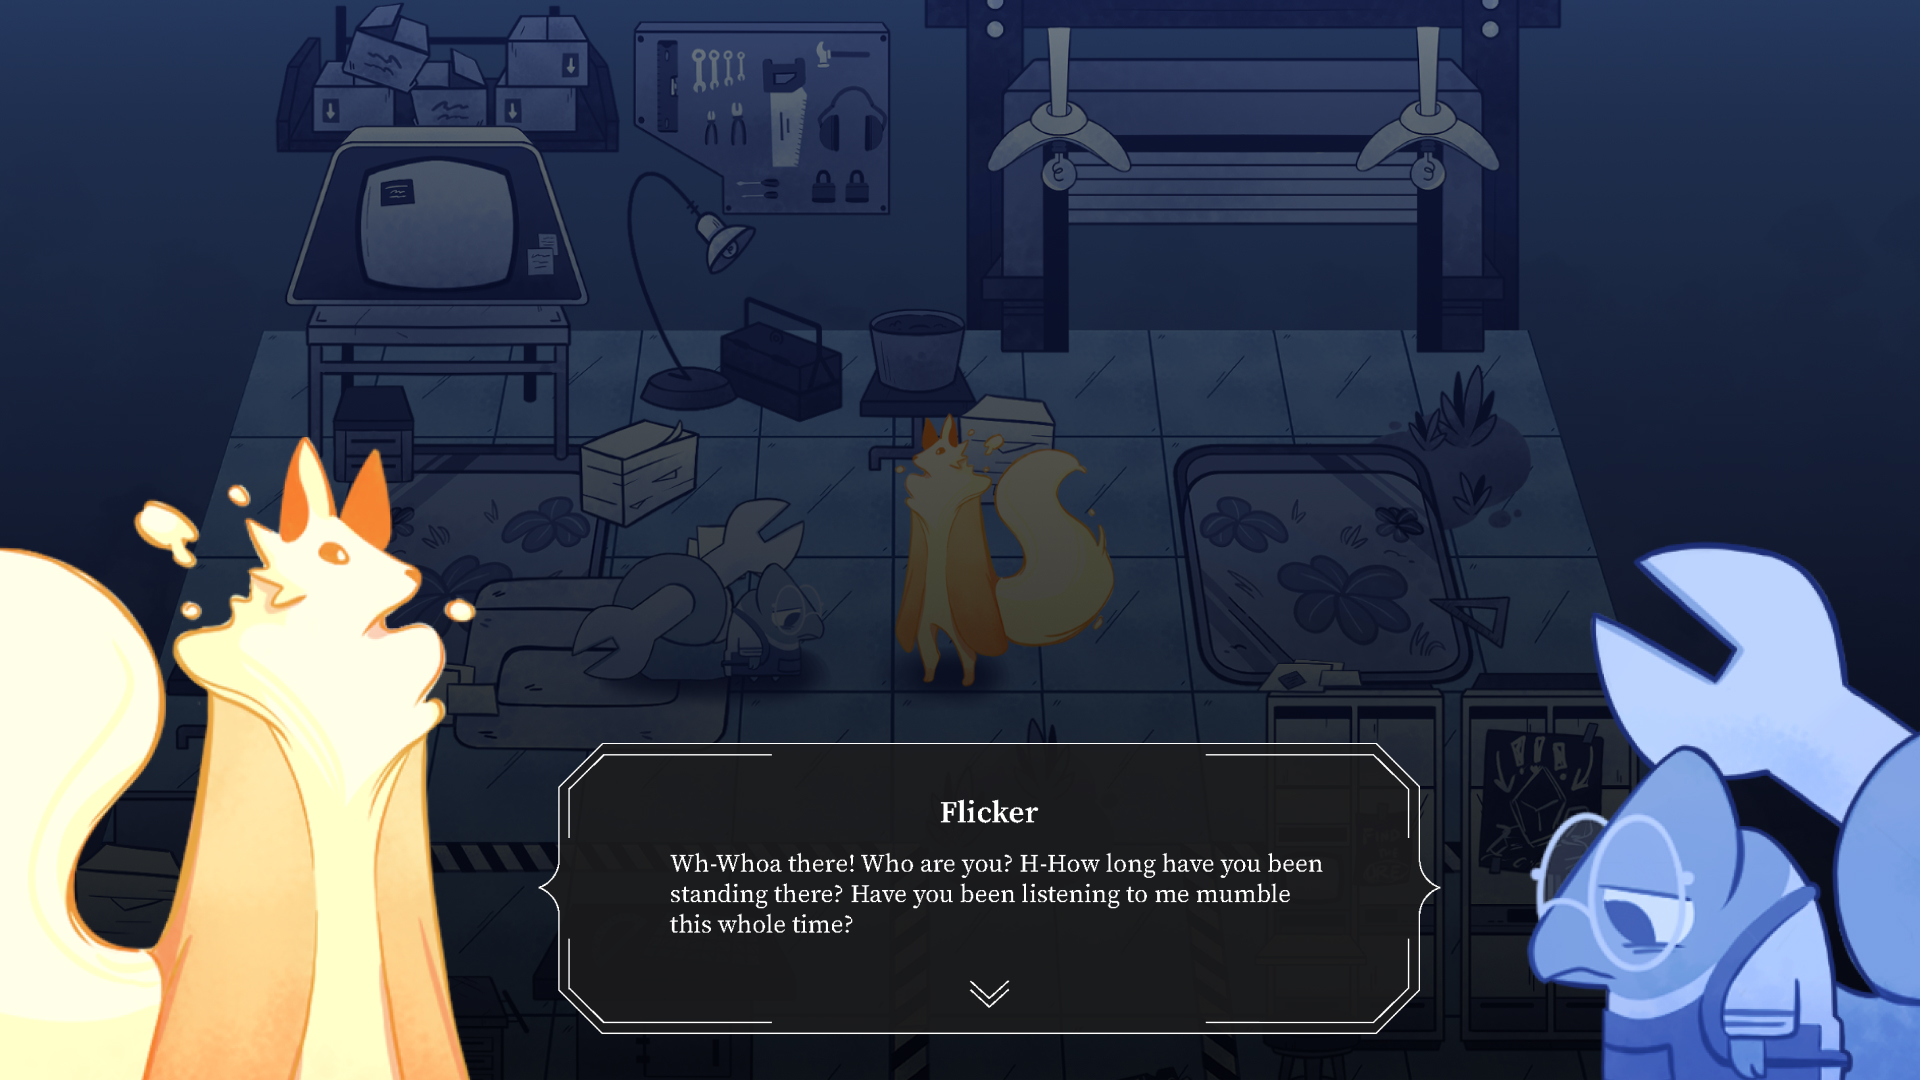 Flicker
Wh-Whoa there! Who are you? H-How long have you been
standing there? Have you been listening to me mumble
this whole time?